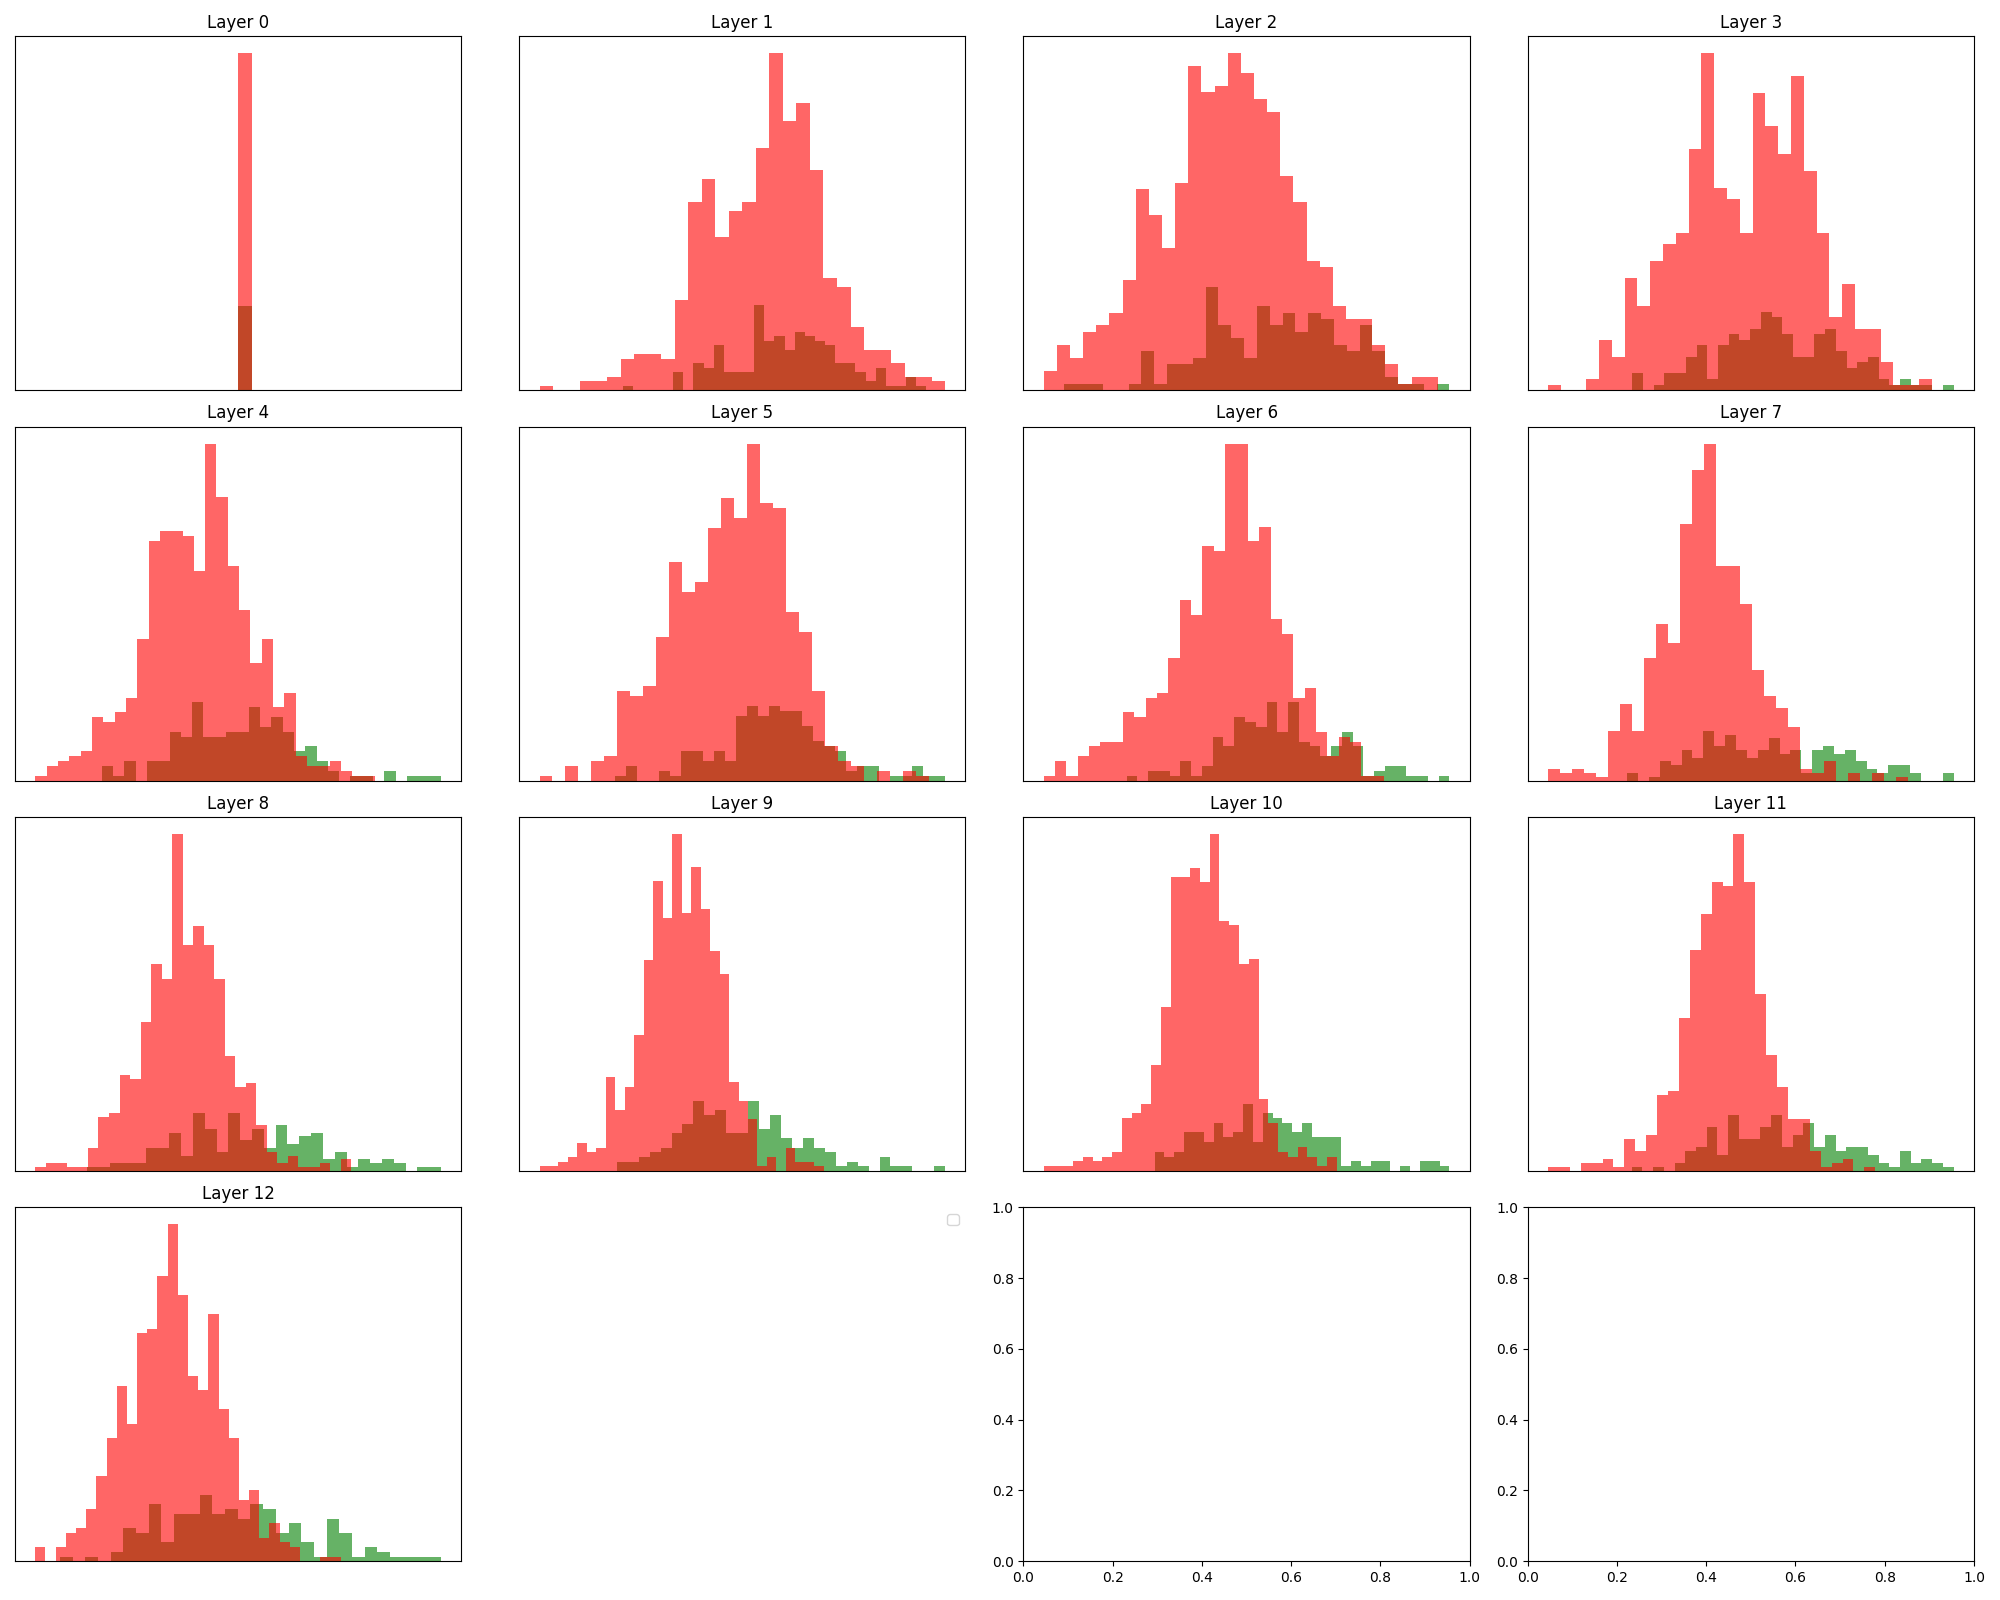 Layer 0
Layer 1
Layer 2
Layer 3
Layer 4
Layer 5
Layer 6
Layer 7
Layer 8
Layer 9
Layer 10
Layer 11
Layer 12
1.0
0.8
0.6
0.4
0.2
0.0
0.0 0.2 0.4 0.6 0.8 1.0
1.0
0.8
0.6
0.4
0.2
0.0
0.0 0.2 0.4 0.6 0.8 1.0